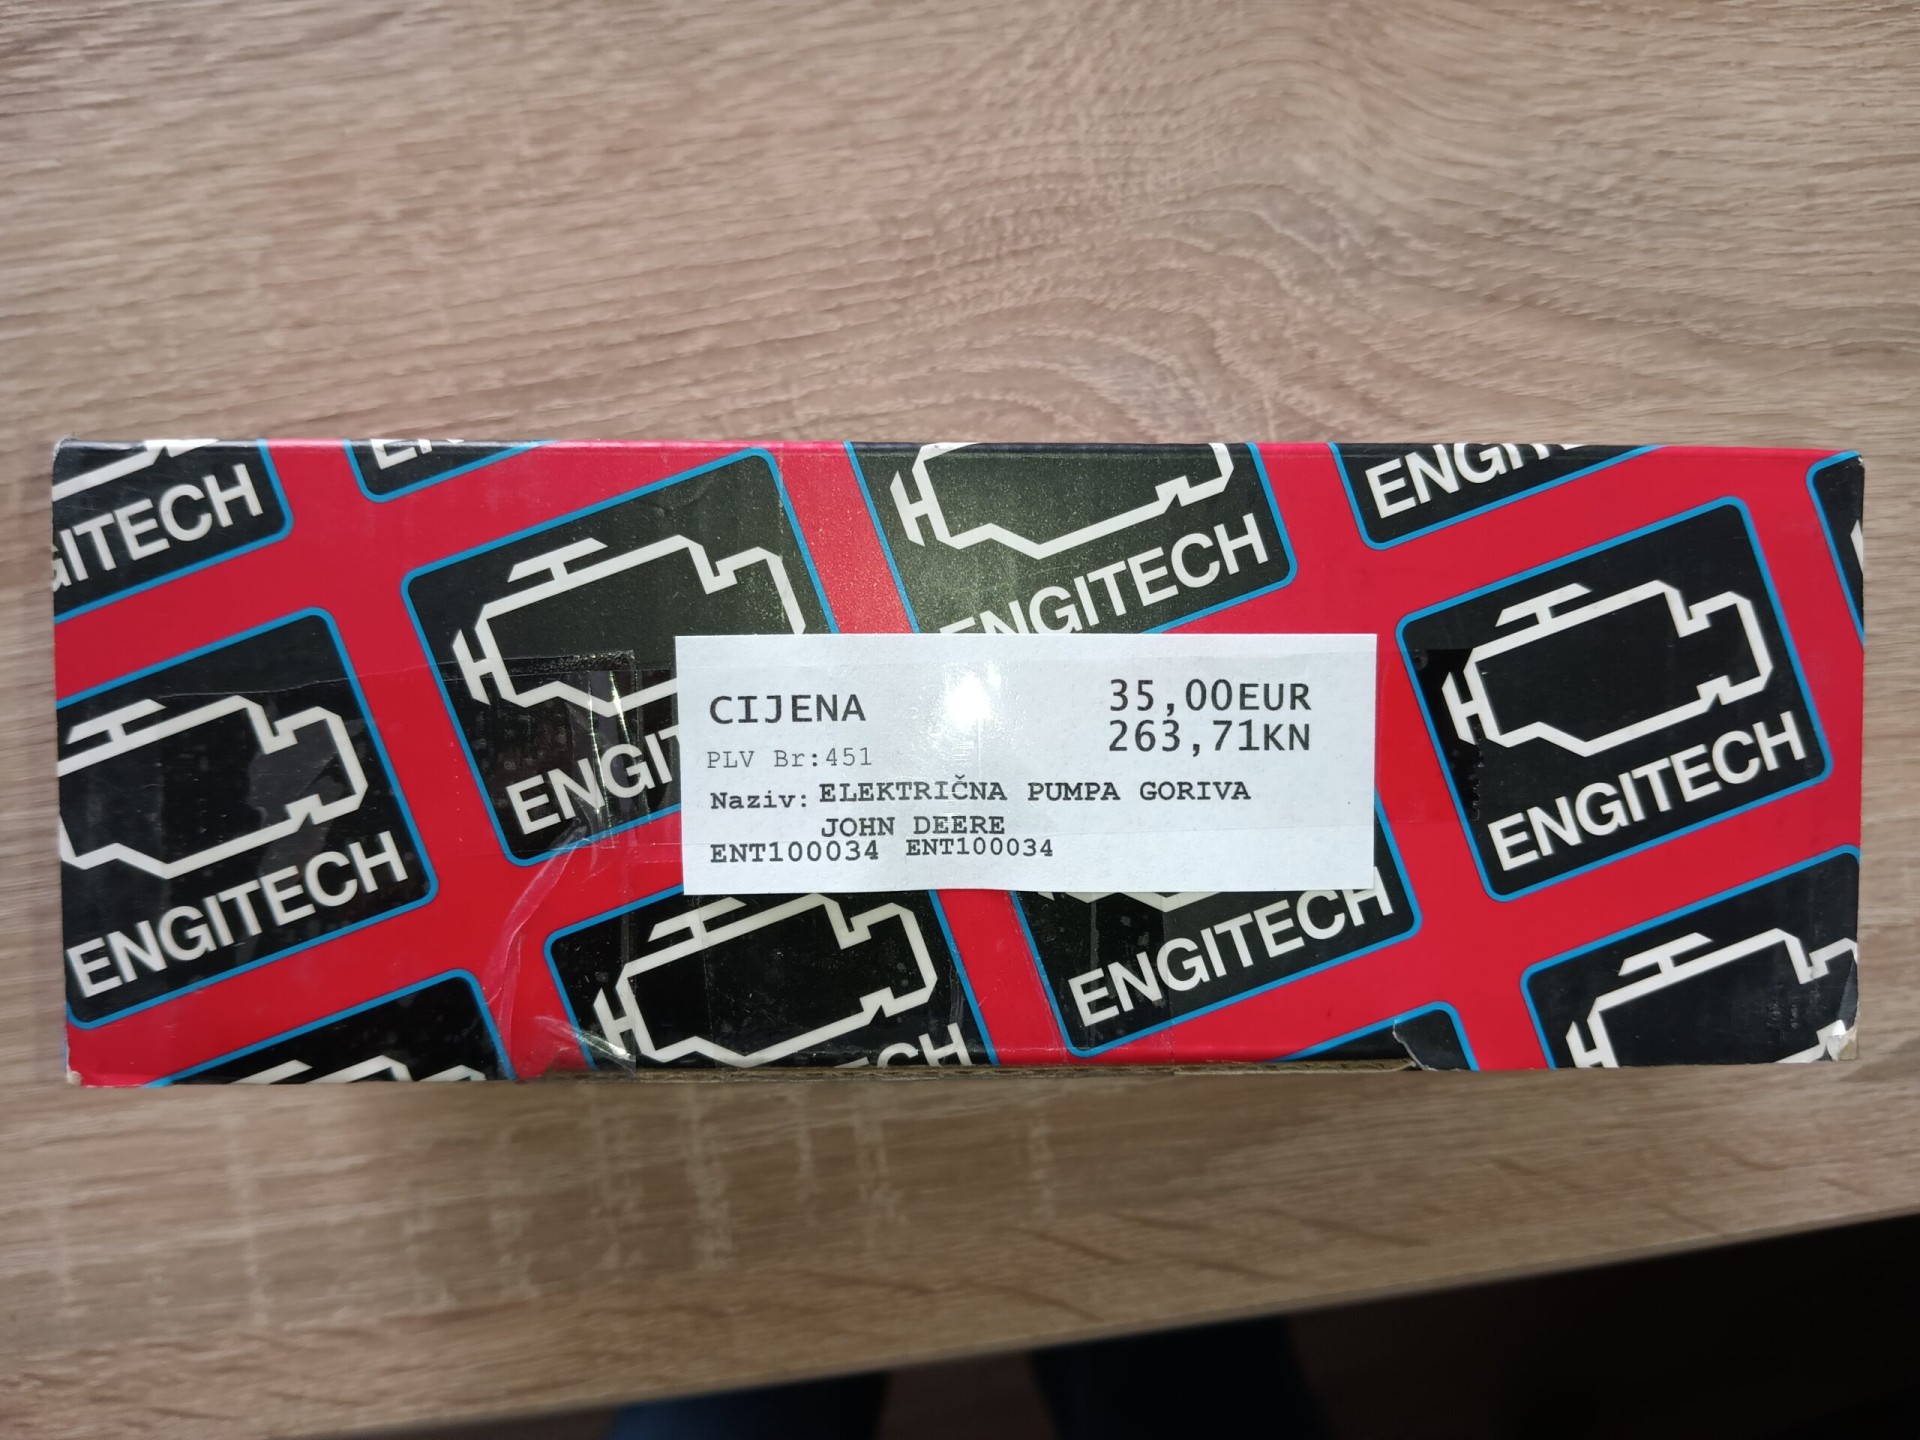 ENGITECH
ENGITECH
ENGITECH
ENGITECH
ENGITECH
CIJENA 35,00EUR
263,71KN
PLV Br:451
Naziv: ELEKTRIČNA PUMPA GORIVA
JOHN DEERE
ENT100034 ENT100034
ENGITECH
ENGITECH